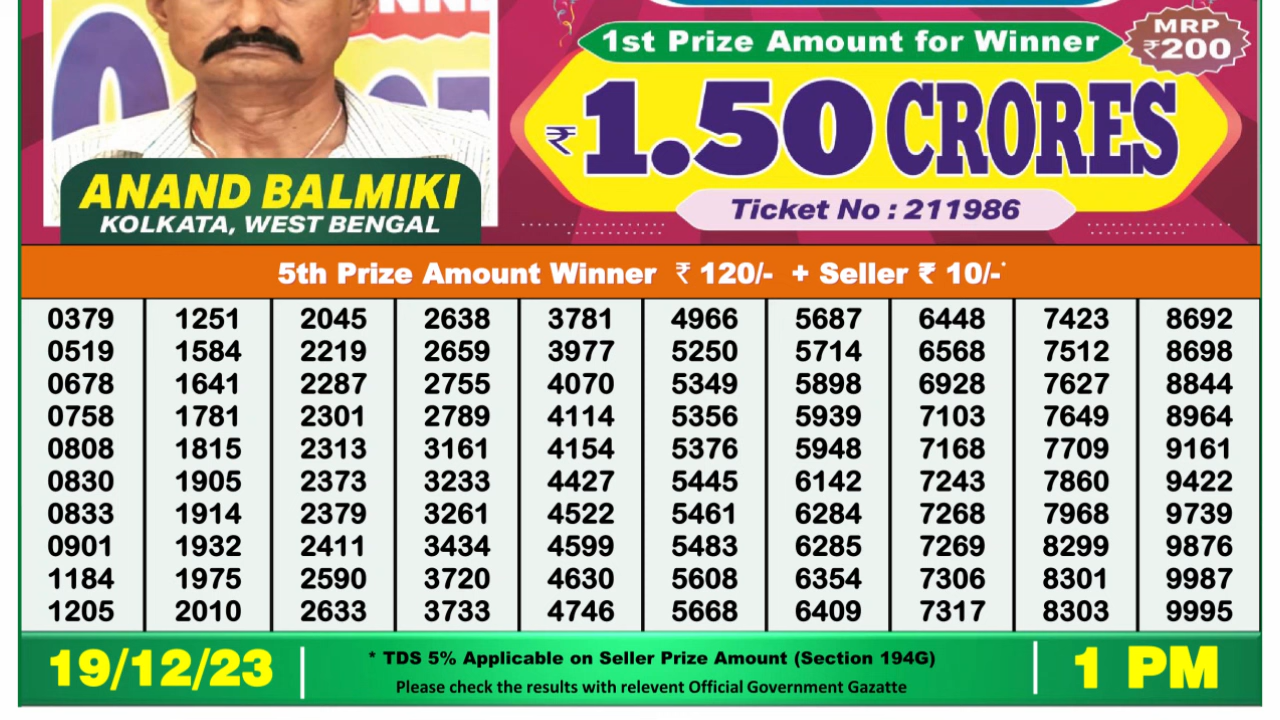 1st Prize Amount for Winner
MRP
₹200
₹1.50 CRORES
Ticket No : 211986
ANAND BALMIKI
KOLKATA, WEST BENGAL
5th Prize Amount Winner ₹ 120/- + Seller ₹ 10/-*
0379 1251 2045 2638 3781 4966 5687 6448 7423 8692
0519 1584 2219 2659 3977 5250 5714 6568 7512 8698
0678 1641 2287 2755 4070 5349 5898 6928 7627 8844
0758 1781 2301 2789 4114 5356 5939 7103 7649 8964
0808 1815 2313 3161 4154 5376 5948 7168 7709 9161
0830 1905 2373 3233 4427 5445 6142 7243 7860 9422
0833 1914 2379 3261 4522 5461 6284 7268 7968 9739
0901 1932 2411 3434 4599 5483 6285 7269 8299 9876
1184 1975 2590 3720 4630 5608 6354 7306 8301 9987
1205 2010 2633 3733 4746 5668 6409 7317 8303 9995
19/12/23
* TDS 5% Applicable on Seller Prize Amount (Section 194G)
Please check the results with relevent Official Government Gazatte
1 PM